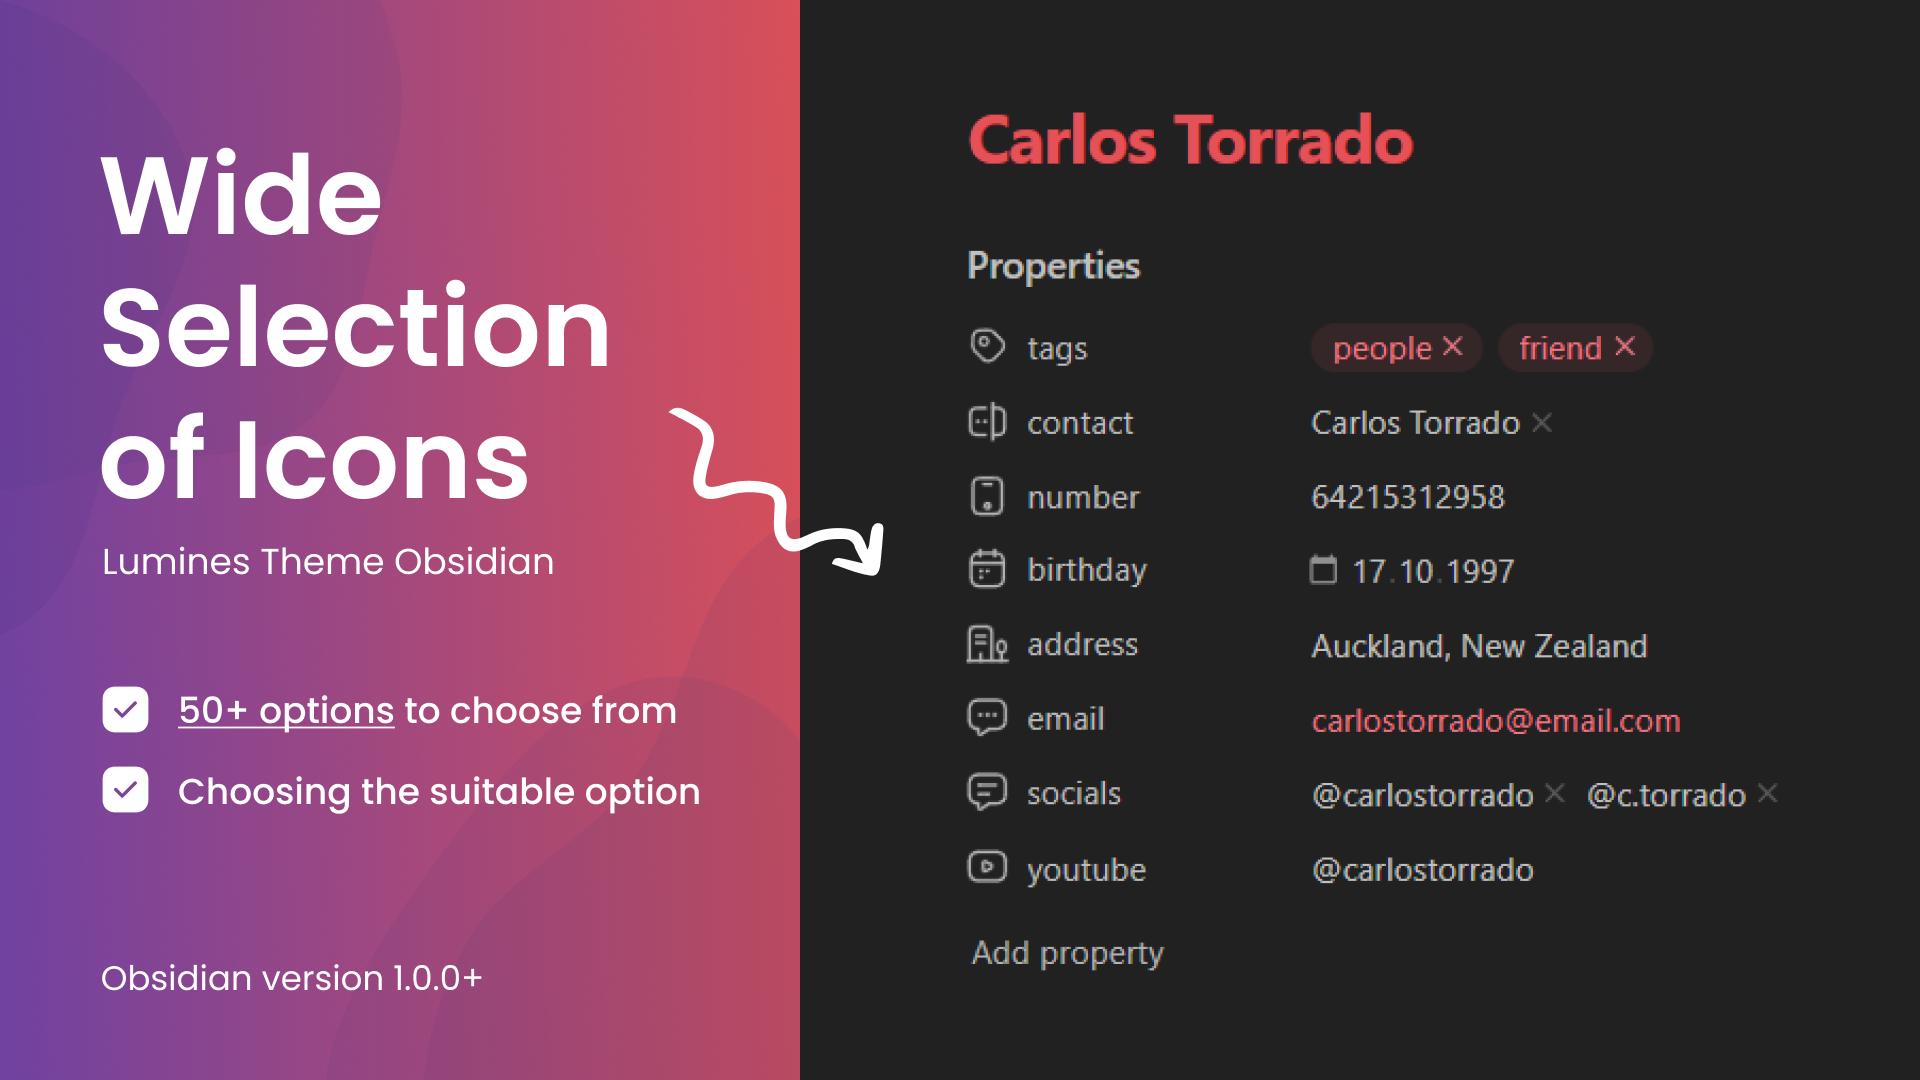 Wide
Selection
of Icons
Lumines Theme Obsidian
50+ options to choose from
Choosing the suitable option
Obsidian version 1.0.0+
Carlos Torrado
Properties
tags people friend
contact Carlos Torrado
number 64215312958
birthday 17.10.1997
address Auckland, New Zealand
email carlostorrado@email.com
socials @carlostorrado @c.torrado
youtube @carlostorrado
Add property